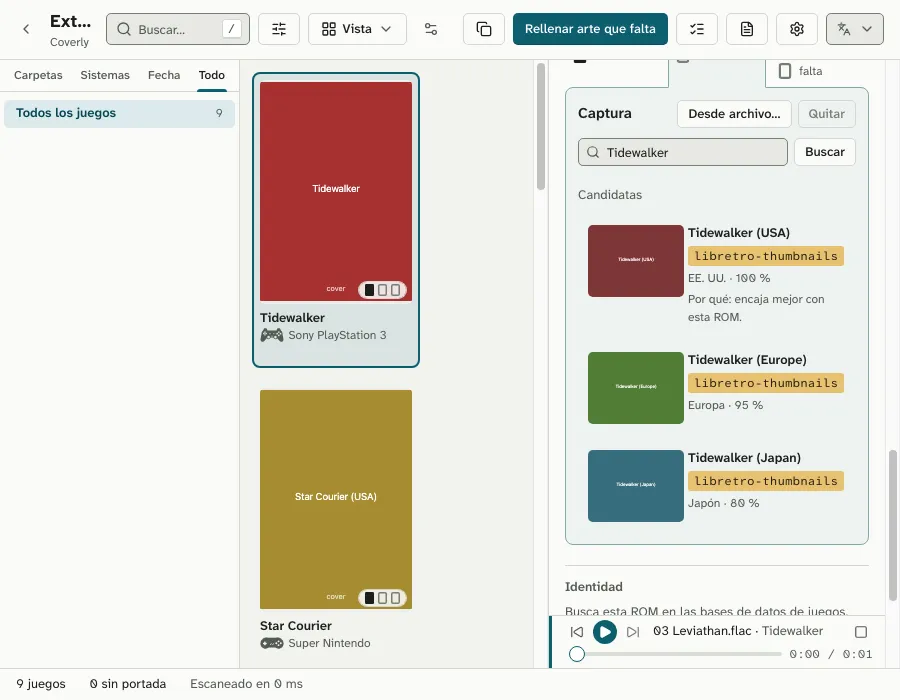 Ext...
Coverly
Buscar...
/
Vista
Rellenar arte que falta
Carpetas
Sistemas
Fecha
Todo
Todos los juegos
9
Tidewalker
cover
Tidewalker
Sony PlayStation 3
Star Courier (USA)
cover
Star Courier
Super Nintendo
falta
Captura
Desde archivo...
Quitar
Tidewalker
Buscar
Candidatas
Tidewalker (USA)
Tidewalker (USA)
libretro-thumbnails
EE. UU. · 100 %
Por qué: encaja mejor con
esta ROM.
Tidewalker (Europe)
Tidewalker (Europe)
libretro-thumbnails
Europa · 95 %
Tidewalker (Japan)
Tidewalker (Japan)
libretro-thumbnails
Japón · 80 %
Identidad
Busca esta ROM en las bases de datos de juegos.
03 Leviathan.flac · Tidewalker
0:00 / 0:01
9 juegos
0 sin portada
Escaneado en 0 ms